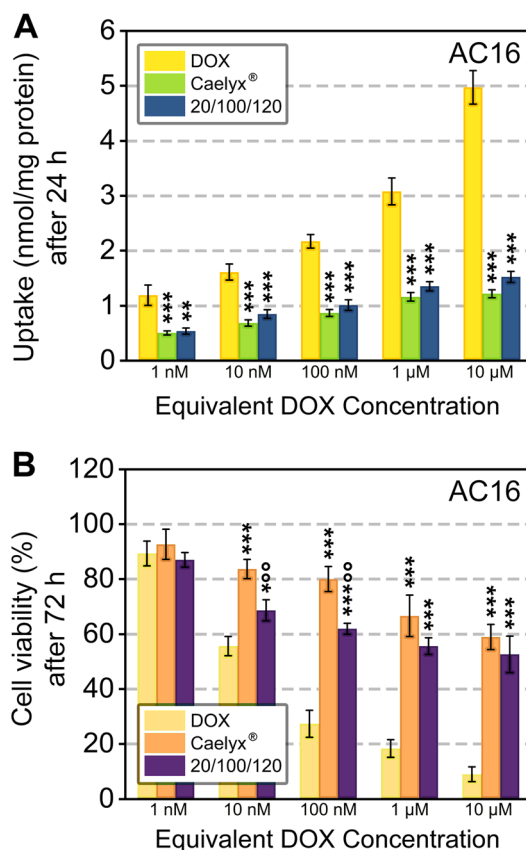 A
AC16
DOX
Caelyx®
20/100/120
Uptake (nmol/mg protein)
after 24 h
6
5
4
3
2
1
0
***
**
***
***
***
***
***
***
***
***
1 nM
10 nM
100 nM
1 µM
10 µM
Equivalent DOX Concentration
B
AC16
Cell viability (%)
after 72 h
120
100
80
60
40
20
0
***
*°°
***
***°°
***
***
***
***
DOX
Caelyx®
20/100/120
1 nM
10 nM
100 nM
1 µM
10 µM
Equivalent DOX Concentration